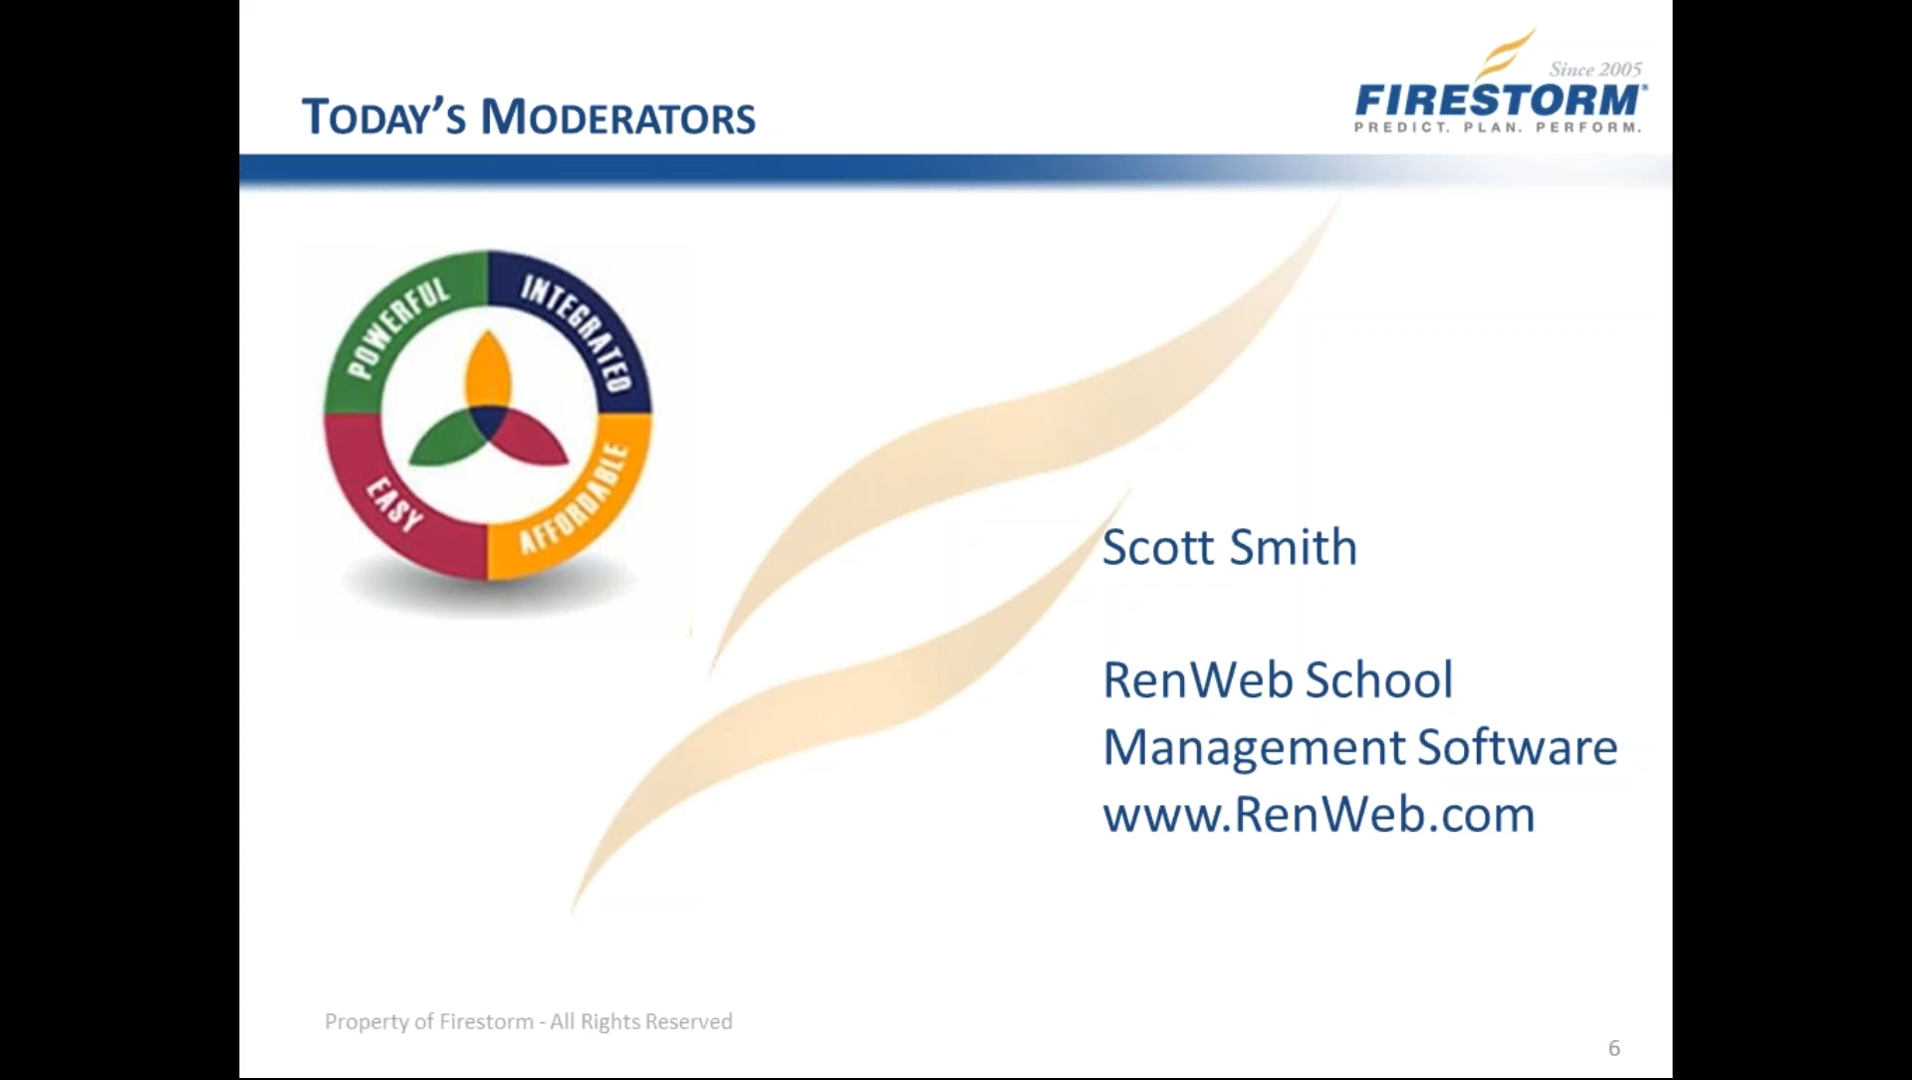 Since 2005
FIRESTORM®
PREDICT. PLAN. PERFORM.
TODAY'S MODERATORS
POWERFUL
INTEGRATED
EASY
AFFORDABLE
Scott Smith
RenWeb School
Management Software
www.RenWeb.com
Property of Firestorm - All Rights Reserved
6